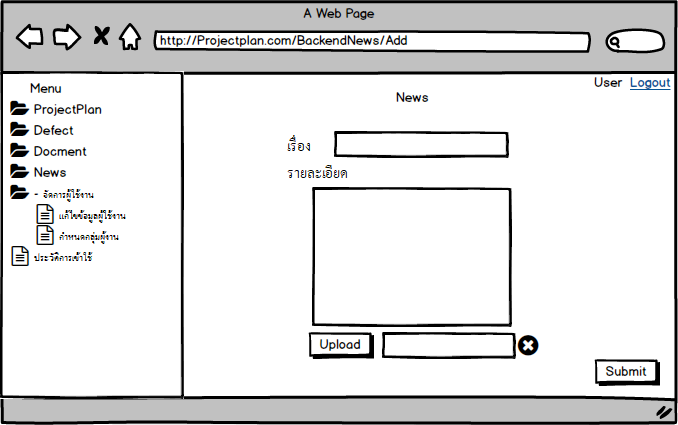 A Web Page
http://Projectplan.com/BackendNews/Add
User Logout
Menu
ProjectPlan
Defect
Docment
News
- จัดการผู้ใช้งาน
แก้ไขข้อมูลผู้ใช้งาน
กำหนดกลุ่มผู้งาน
ประวัติการเข้าใช้
News
เรื่อง
รายละเอียด
Upload
Submit